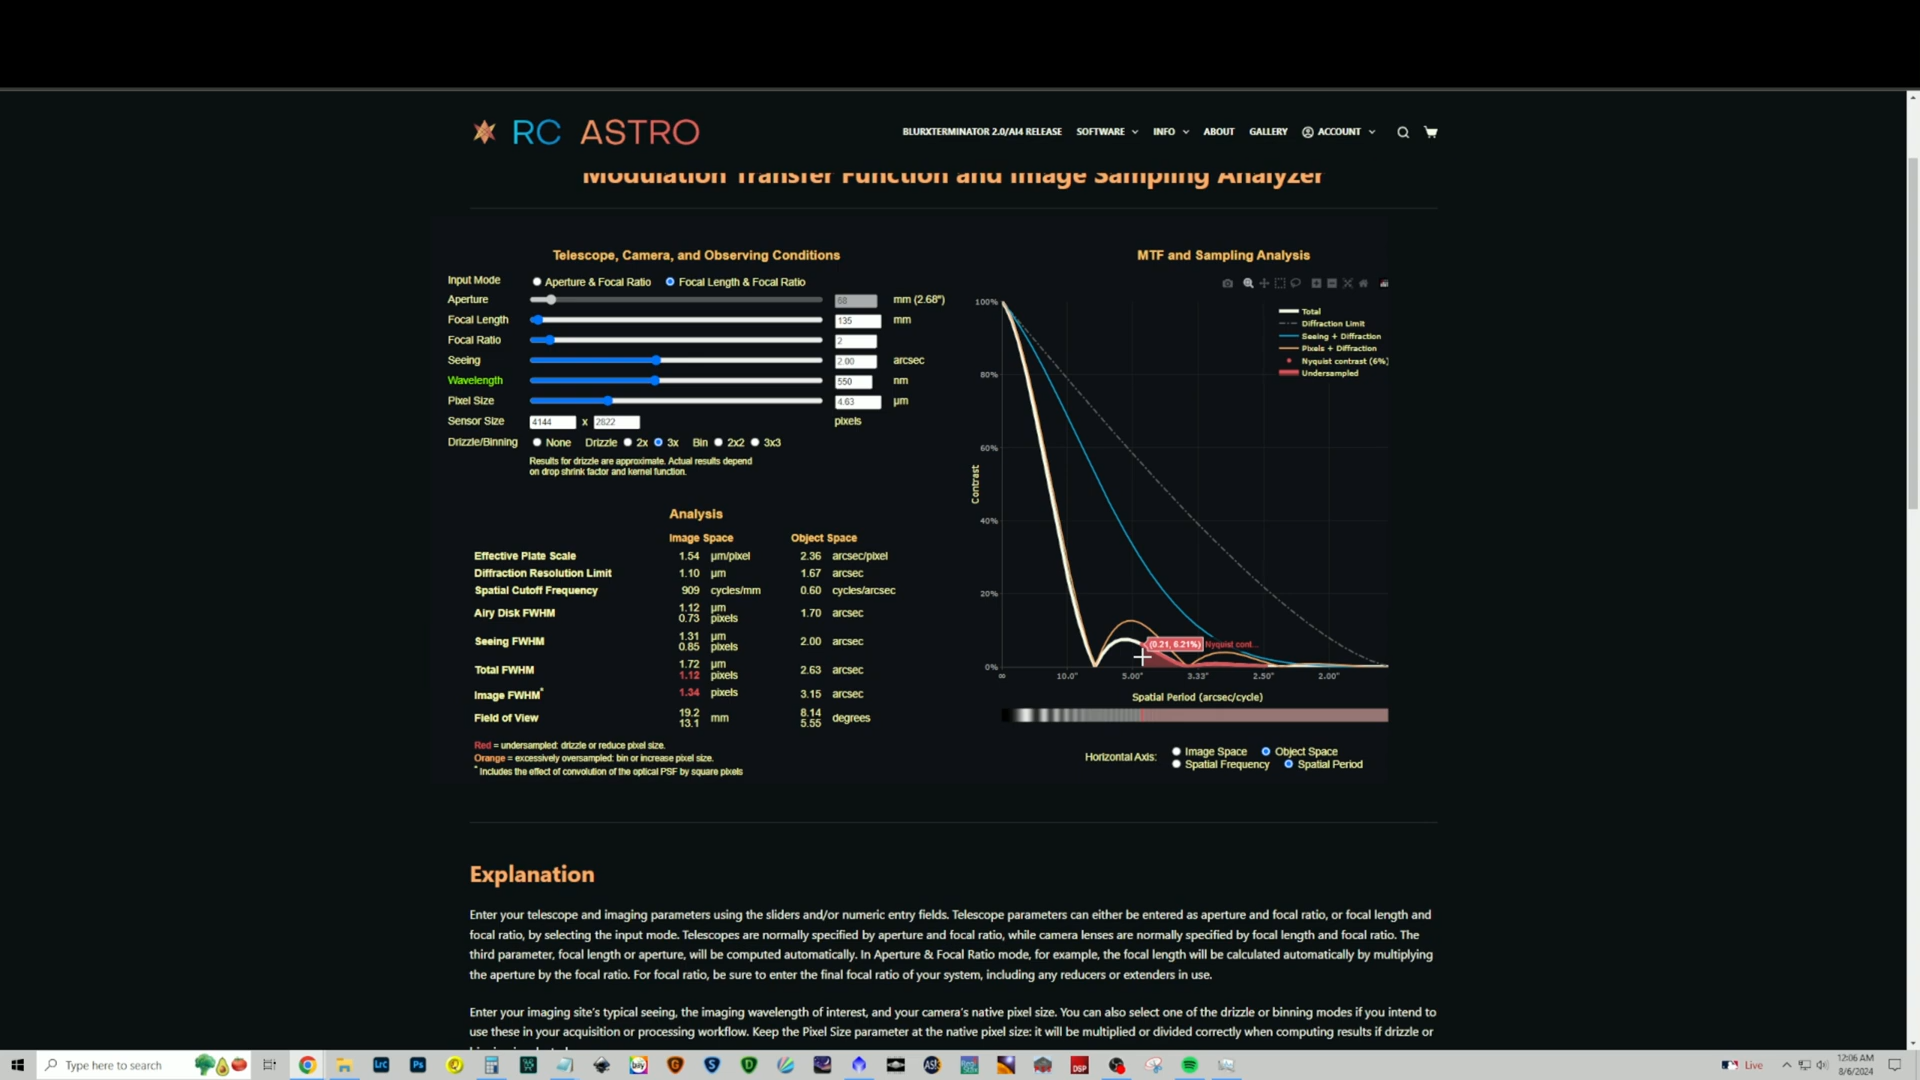 RC ASTRO
BLURXTERMINATOR 2.0/AI4 RELEASE SOFTWARE INFO ABOUT GALLERY ACCOUNT
Modulation Transfer Function and Image Sampling Analyzer
Telescope, Camera, and Observing Conditions
Input Mode Aperture & Focal Ratio Focal Length & Focal Ratio
Aperture 68 mm (2.68")
Focal Length 135 mm
Focal Ratio 2
Seeing 2.00 arcsec
Wavelength 550 nm
Pixel Size 4.63 µm
Sensor Size 4144 x 2822 pixels
Drizzle/Binning None Drizzle 2x 3x Bin 2x2 3x3
Results for drizzle are approximate. Actual results depend
on drop shrink factor and kernel function.
Analysis
Image Space Object Space
Effective Plate Scale 1.54 µm/pixel 2.36 arcsec/pixel
Diffraction Resolution Limit 1.10 µm 1.67 arcsec
Spatial Cutoff Frequency 909 cycles/mm 0.60 cycles/arcsec
Airy Disk FWHM 1.12 µm 1.70 arcsec
0.73 pixels
Seeing FWHM 1.31 µm 2.00 arcsec
0.85 pixels
Total FWHM 1.72 µm 2.63 arcsec
1.12 pixels
Image FWHM* 1.34 pixels 3.15 arcsec
Field of View 19.2 mm 8.14 degrees
13.1 5.55
Red = undersampled: drizzle or reduce pixel size.
Orange = excessively oversampled: bin or increase pixel size.
* Includes the effect of convolution of the optical PSF by square pixels
MTF and Sampling Analysis
100%
80%
60%
40%
20%
0%
Contrast
Total
Diffraction Limit
Seeing + Diffraction
Pixels + Diffraction
Nyquist contrast (6%)
Undersampled
(0.21, 6.21%) Nyquist cont...
∞ 10.0" 5.00" 3.33" 2.50" 2.00"
Spatial Period (arcsec/cycle)
Horizontal Axis: Image Space Object Space
Spatial Frequency Spatial Period
Explanation
Enter your telescope and imaging parameters using the sliders and/or numeric entry fields. Telescope parameters can either be entered as aperture and focal ratio, or focal length and
focal ratio, by selecting the input mode. Telescopes are normally specified by aperture and focal ratio, while camera lenses are normally specified by focal length and focal ratio. The
third parameter, focal length or aperture, will be computed automatically. In Aperture & Focal Ratio mode, for example, the focal length will be calculated automatically by multiplying
the aperture by the focal ratio. For focal ratio, be sure to enter the final focal ratio of your system, including any reducers or extenders in use.
Enter your imaging site's typical seeing, the imaging wavelength of interest, and your camera's native pixel size. You can also select one of the drizzle or binning modes if you intend to
use these in your acquisition or processing workflow. Keep the Pixel Size parameter at the native pixel size: it will be multiplied or divided correctly when computing results if drizzle or
Type here to search
LrC Ps bily G S D DSP
Live
12:06 AM
8/6/2024